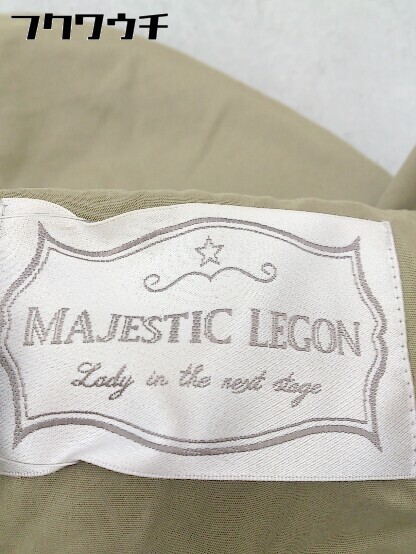 フクワウチ
MAJESTIC LEGON
Lady in the next stage